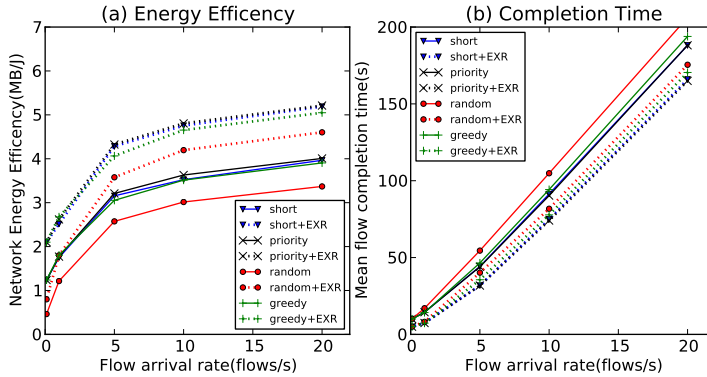 (a) Energy Efficency
Network Energy Efficency(MB/J)
7
6
5
4
3
2
1
0
short
short+EXR
priority
priority+EXR
random
random+EXR
greedy
greedy+EXR
0 5 10 15 20
Flow arrival rate(flows/s)
(b) Completion Time
Mean flow completion time(s)
200
150
100
50
0
short
short+EXR
priority
priority+EXR
random
random+EXR
greedy
greedy+EXR
0 5 10 15 20
Flow arrival rate(flows/s)